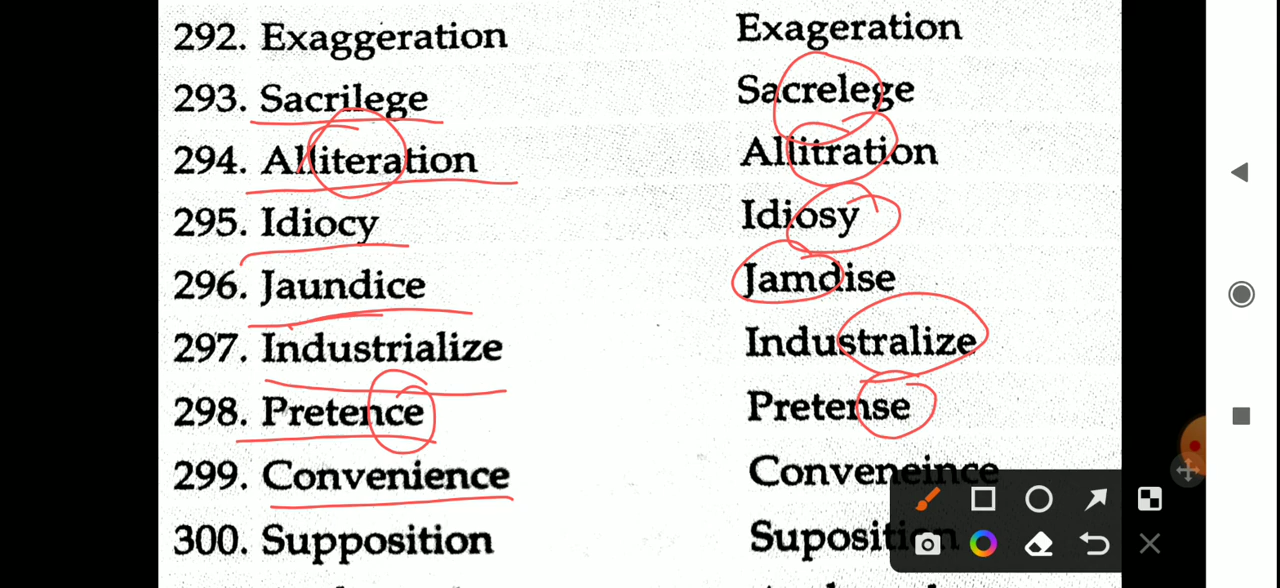 292. Exaggeration Exageration
293. Sacrilege Sacrelege
294. Alliteration Allitration
295. Idiocy Idiosy
296. Jaundice Jamdise
297. Industrialize Industralize
298. Pretence Pretense
299. Convenience Conveneince
300. Supposition Suposition